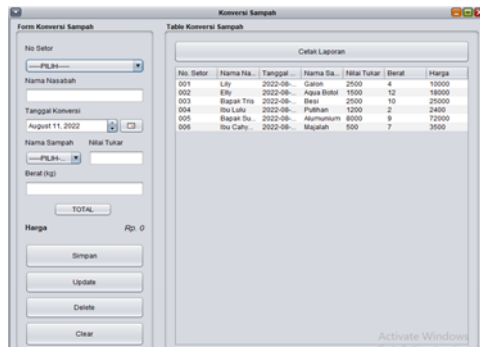 Konversi Sampah
Form Konversi Sampah
No Setor
-----PILIH-----
Nama Nasabah
Tanggal Konversi
August 11, 2022
Nama Sampah Nilai Tukar
-----PILIH-...
Berat (kg)
TOTAL
Harga Rp. 0
Simpan
Update
Delete
Clear
Table Konversi Sampah
Cetak Laporan
No. Setor Nama Na... Tanggal ... Nama Sa... Nilai Tukar Berat Harga
001 Lily 2022-08-... Galon 2500 4 10000
002 Elly 2022-08-... Aqua Botol 1500 12 18000
003 Bapak Tris 2022-08-... Besi 2500 10 25000
004 Ibu Lulu 2022-08-... Putihan 1200 2 2400
005 Bapak Su... 2022-08-... Alumunium 8000 9 72000
006 Ibu Cahy... 2022-08-... Majalah 500 7 3500
Activate Windows